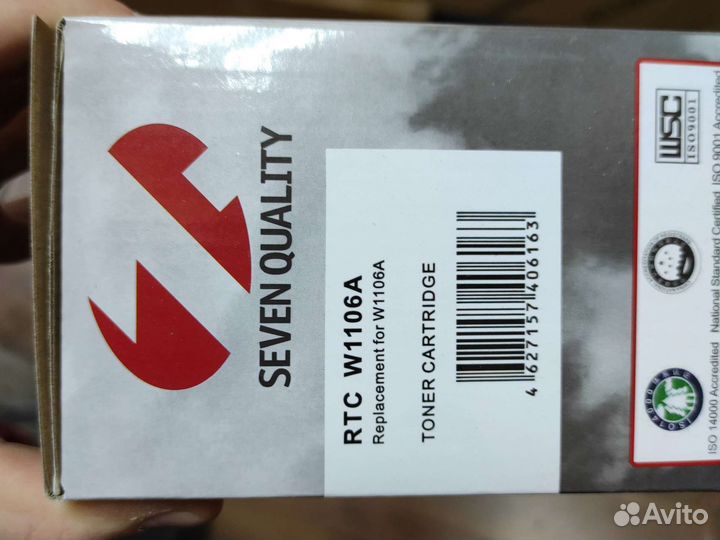 SEVEN QUALITY
RTC W1106A
Replacement for W1106A
TONER CARTRIDGE
4 627157 406163
WSC
ISO9001
ISO 14000 Accredited National Standard Certified ISO 9001 Accredited
Avito